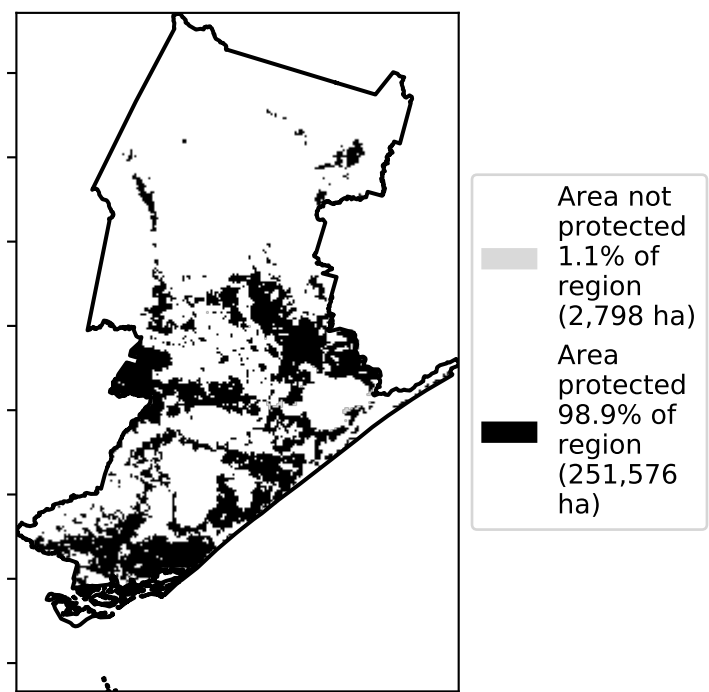 Area not
protected
1.1% of
region
(2,798 ha)
Area
protected
98.9% of
region
(251,576
ha)